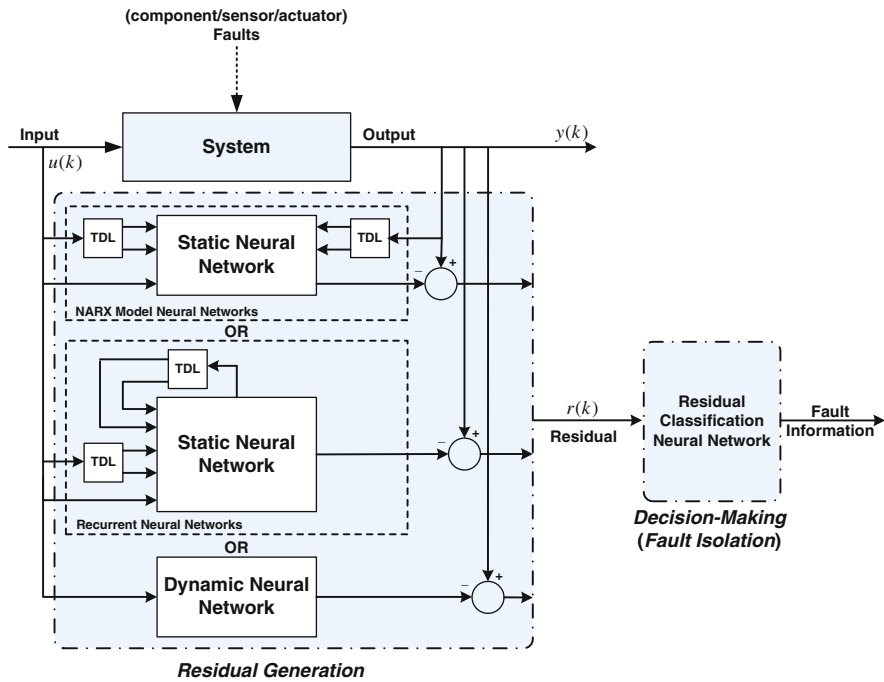 (component/sensor/actuator)
Faults
Input
System
Output
y(k)
u(k)
TDL
Static Neural
Network
TDL
−
+
NARX Model Neural Networks
OR
TDL
Static Neural
Network
TDL
−
+
Recurrent Neural Networks
OR
Dynamic Neural
Network
−
+
Residual Generation
r(k)
Residual
Residual
Classification
Neural Network
Fault
Information
Decision-Making
(Fault Isolation)